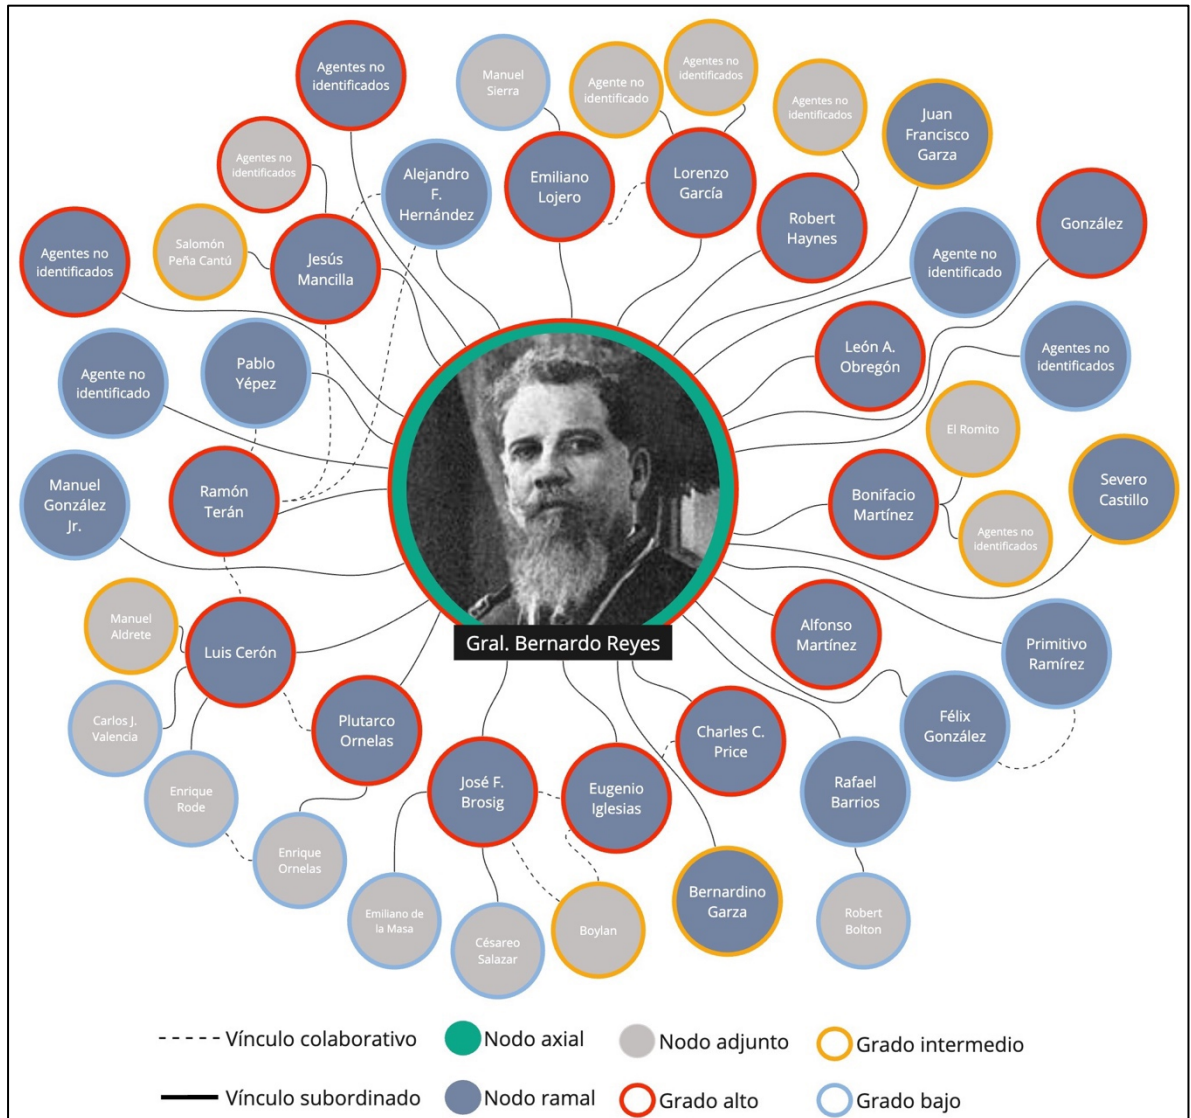 Agentes no
identificados
Manuel
Sierra
Agente no
identificado
Agentes no
identificados
Agentes no
identificados
Juan
Francisco
Garza
Agentes no
identificados
Alejandro
F.
Hernández
Emiliano
Lojero
Lorenzo
García
Robert
Haynes
González
Salomón
Peña Cantú
Agentes no
identificados
Jesús
Mancilla
Agente no
identificado
Pablo
Yépez
León A.
Obregón
Agentes no
identificados
Agente no
identificado
El Romito
Manuel
González
Jr.
Ramón
Terán
Bonifacio
Martínez
Severo
Castillo
Agentes no
identificados
Manuel
Aldrete
Luis Cerón
Gral. Bernardo Reyes
Alfonso
Martínez
Primitivo
Ramírez
Carlos J.
Valencia
Plutarco
Ornelas
Charles C.
Price
Félix
González
Enrique
Rode
José F.
Brosig
Eugenio
Iglesias
Rafael
Barrios
Enrique
Ornelas
Bernardino
Garza
Emiliano de
la Masa
Césareo
Salazar
Boylan
Robert
Bolton
Vínculo colaborativo
Nodo axial
Nodo adjunto
Grado intermedio
Vínculo subordinado
Nodo ramal
Grado alto
Grado bajo